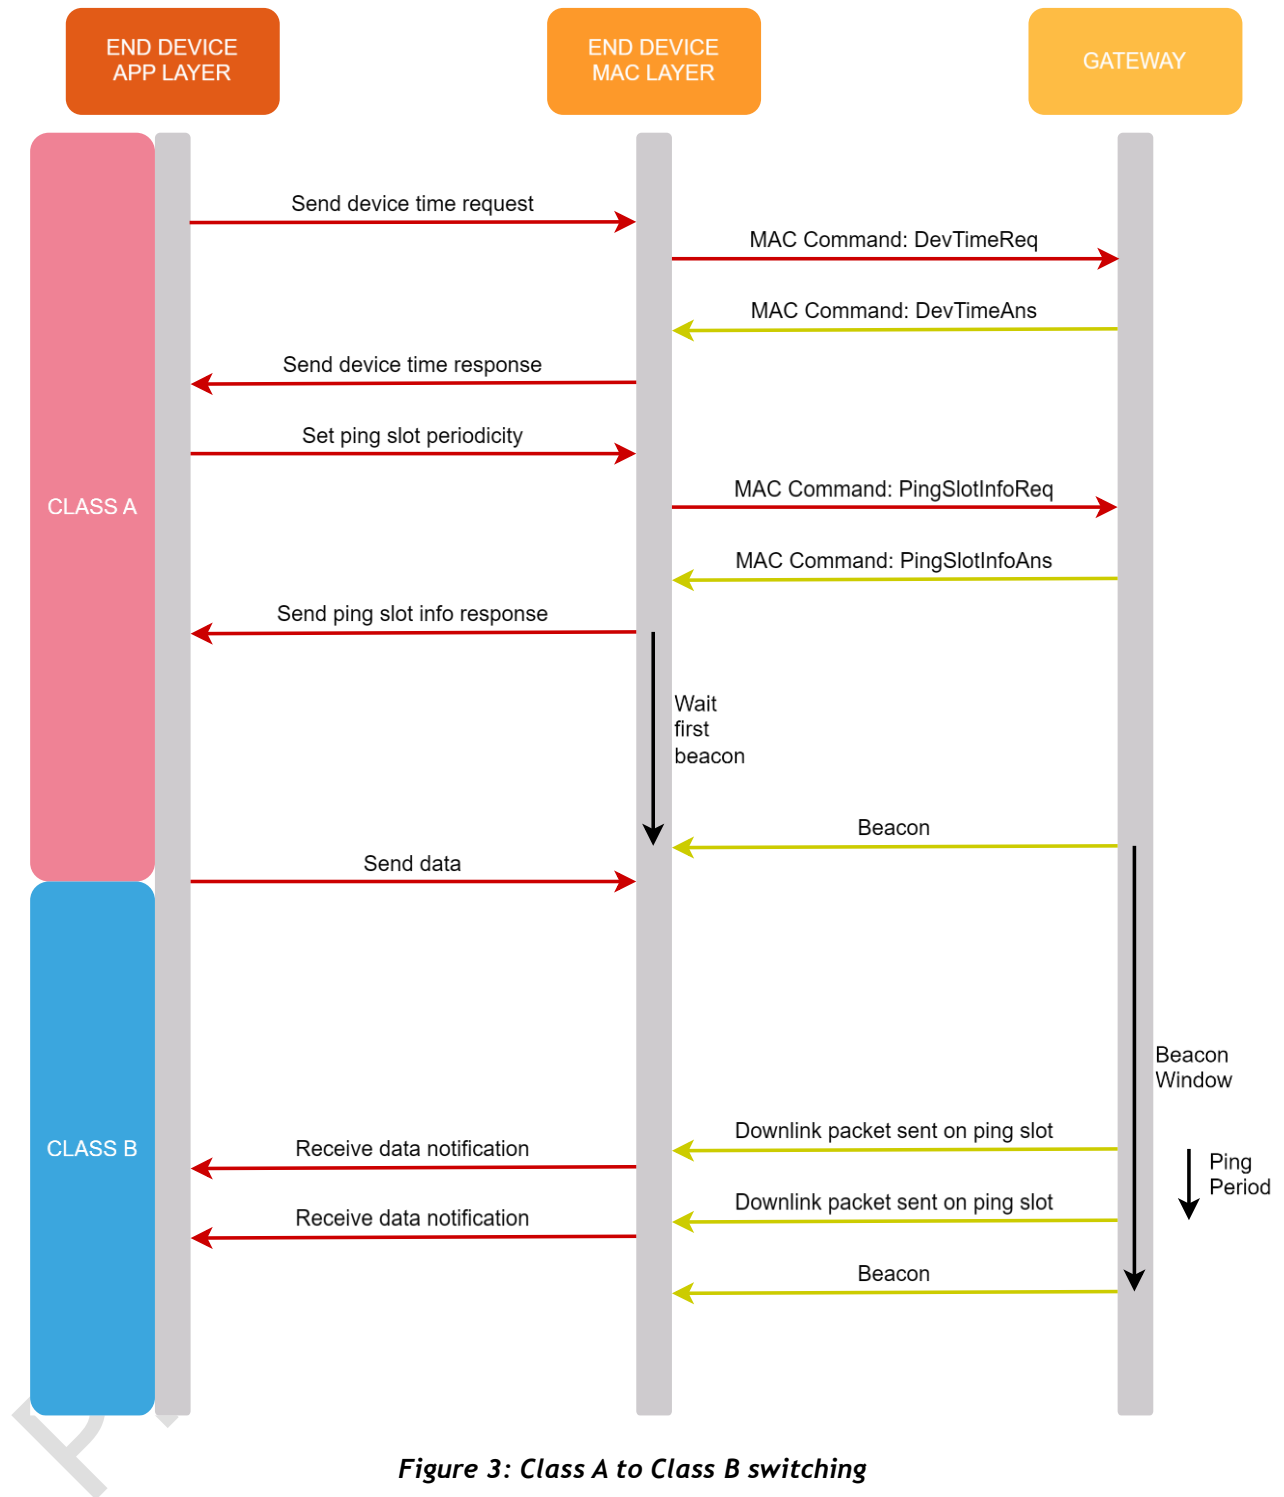 END DEVICE
APP LAYER
END DEVICE
MAC LAYER
GATEWAY
Send device time request
MAC Command: DevTimeReq
MAC Command: DevTimeAns
Send device time response
Set ping slot periodicity
MAC Command: PingSlotInfoReq
CLASS A
MAC Command: PingSlotInfoAns
Send ping slot info response
Wait
first
beacon
Beacon
Send data
Beacon
Window
CLASS B
Downlink packet sent on ping slot
Receive data notification
Ping
Period
Downlink packet sent on ping slot
Receive data notification
Beacon
Figure 3: Class A to Class B switching